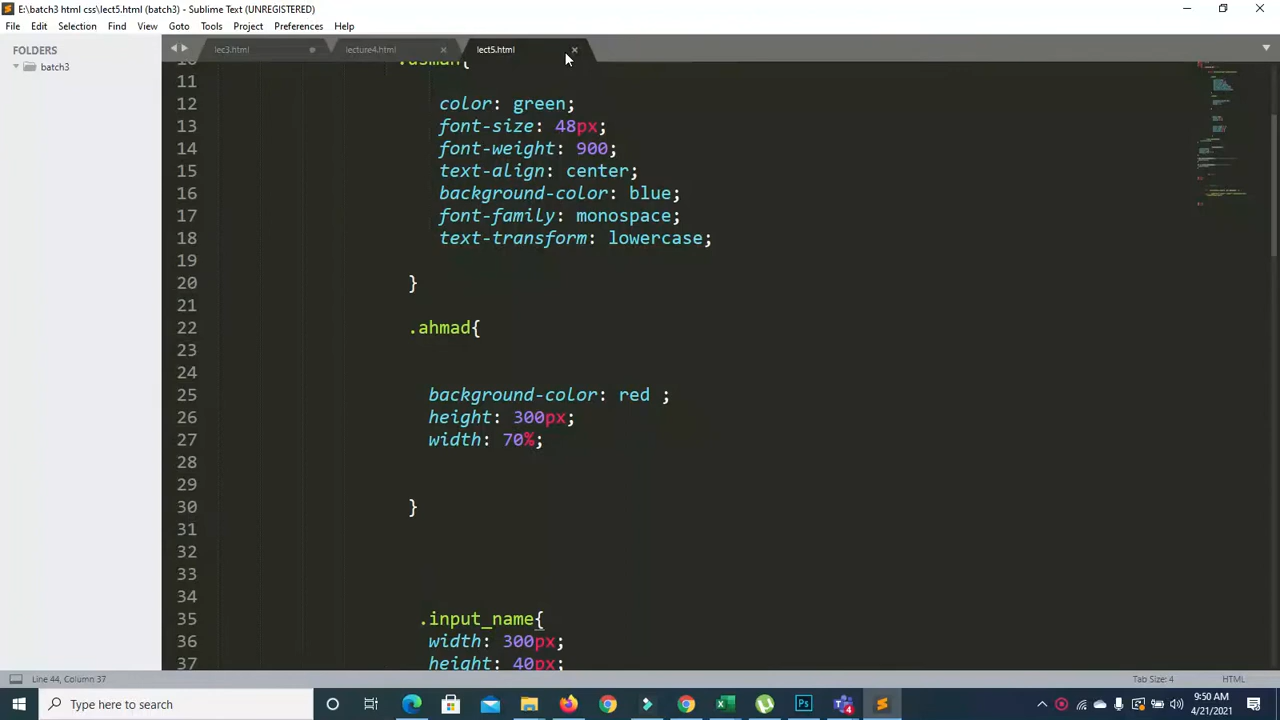 E:\batch3 html css\lect5.html (batch3) - Sublime Text (UNREGISTERED)
File Edit Selection Find View Goto Tools Project Preferences Help
FOLDERS
batch3
lec3.html
lecture4.html
lect5.html
11
12 color: green;
13 font-size: 48px;
14 font-weight: 900;
15 text-align: center;
16 background-color: blue;
17 font-family: monospace;
18 text-transform: lowercase;
19
20 }
21
22 .ahmad{
23
24
25 background-color: red ;
26 height: 300px;
27 width: 70%;
28
29
30 }
31
32
33
34
35 .input_name{
36 width: 300px;
37 height: 40px;
Line 44, Column 37
Tab Size: 4
HTML
Type here to search
9:50 AM
4/21/2021